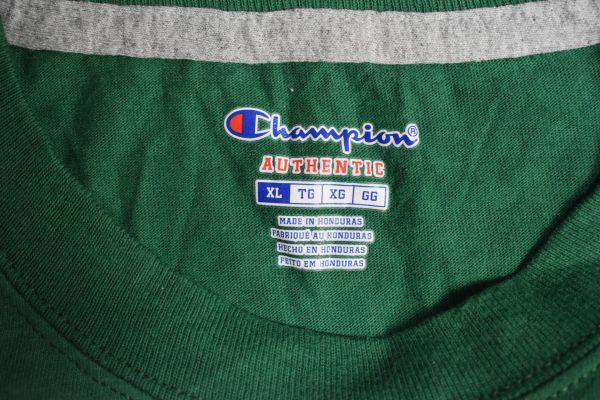 Champion®
AUTHENTIC
XL TG XG GG
MADE IN HONDURAS
FABRIQUÉ AU HONDURAS
HECHO EN HONDURAS
FEITO EM HONDURAS